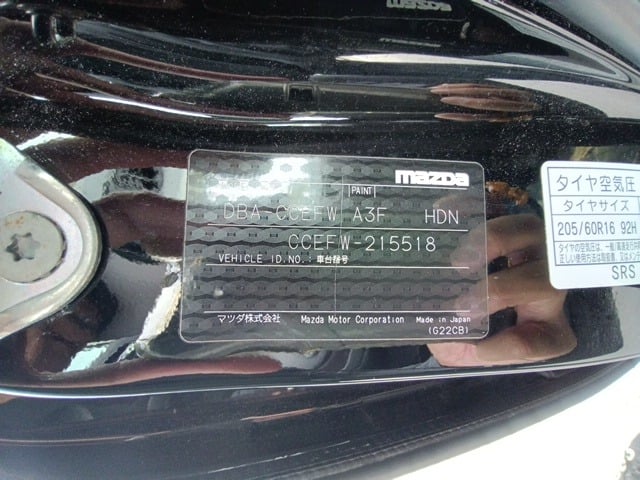 mazda
PAINT
DBA-CCEFW A3F HDN
CCEFW-215518
VEHICLE ID.NO.:車台番号
マツダ株式会社 Mazda Motor Corporation Made in Japan
(G22CB)
タイヤ空気圧
タイヤサイズ
205/60R16 92H
SRS